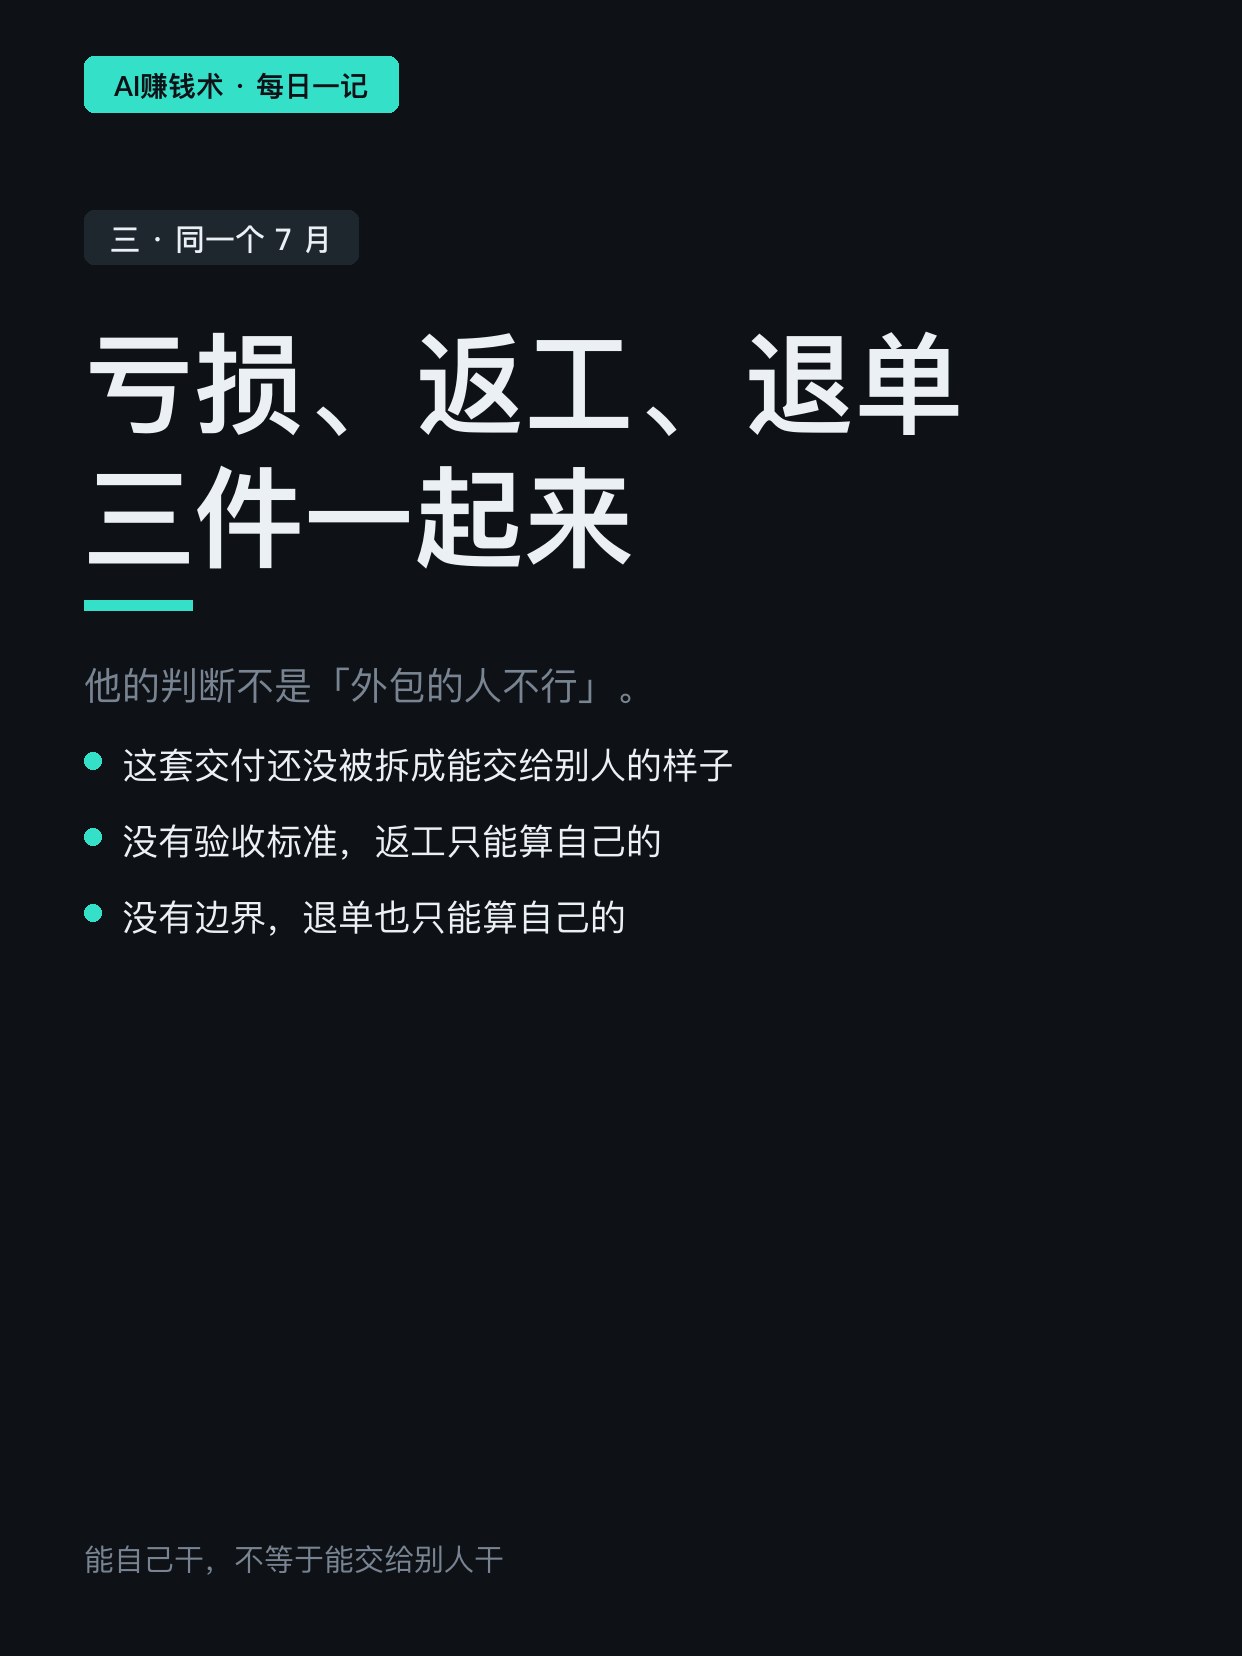 AI赚钱术 · 每日一记
三 · 同一个 7 月
亏损、返工、退单
三件一起来
他的判断不是「外包的人不行」。
这套交付还没被拆成能交给别人的样子
没有验收标准，返工只能算自己的
没有边界，退单也只能算自己的
能自己干，不等于能交给别人干